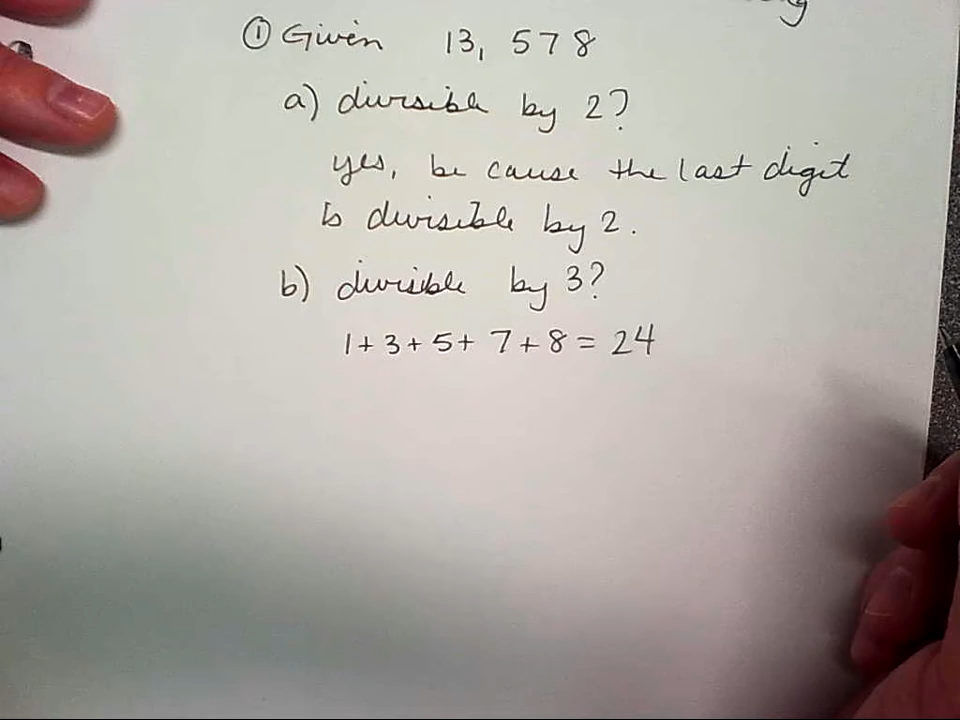 ① Given 13, 578
a) divisible by 2?
yes, be cause the last digit
is divisible by 2.
b) divisible by 3?
1 + 3 + 5 + 7 + 8 = 24